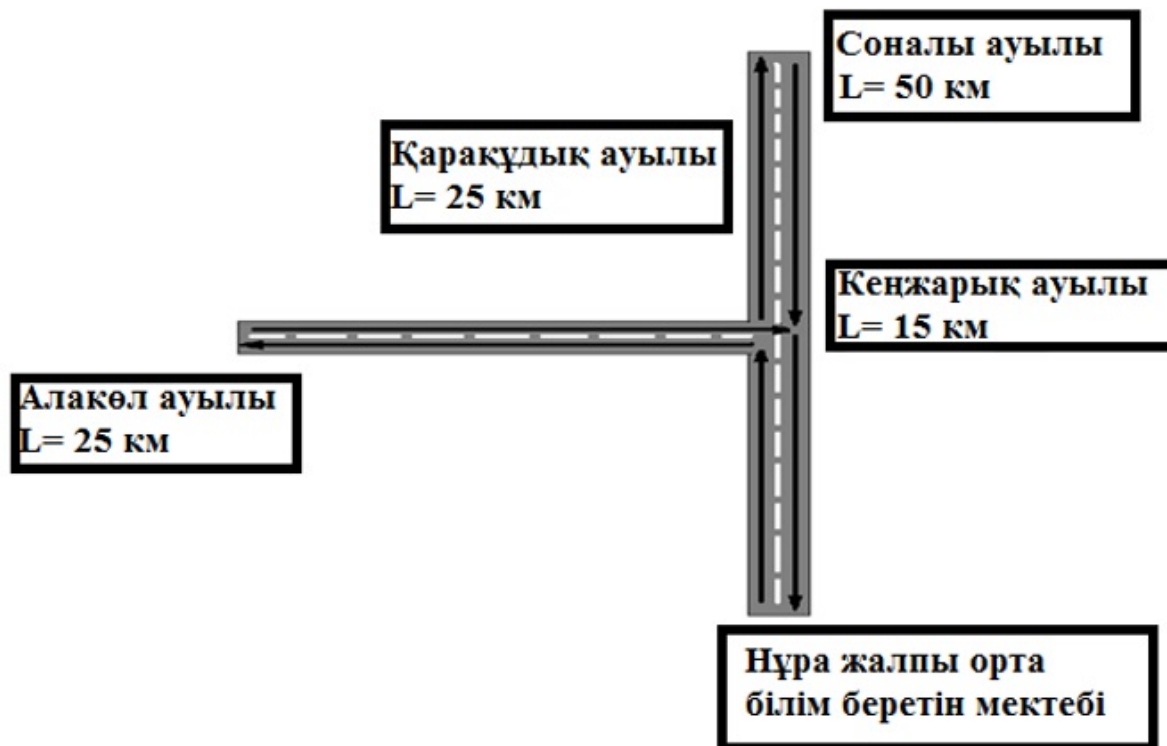 Соналы ауылы
L= 50 км
Қарақұдық ауылы
L= 25 км
Кеңжарық ауылы
L= 15 км
Алакөл ауылы
L= 25 км
Нұра жалпы орта
білім беретін мектебі